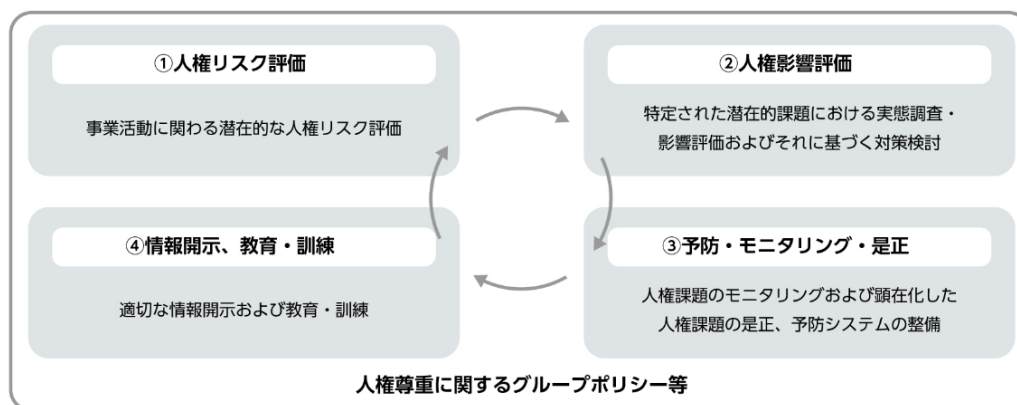 ①人権リスク評価
事業活動に関わる潜在的な人権リスク評価
②人権影響評価
特定された潜在的課題における実態調査・
影響評価およびそれに基づく対策検討
③予防・モニタリング・是正
人権課題のモニタリングおよび顕在化した
人権課題の是正、予防システムの整備
④情報開示、教育・訓練
適切な情報開示および教育・訓練
人権尊重に関するグループポリシー等